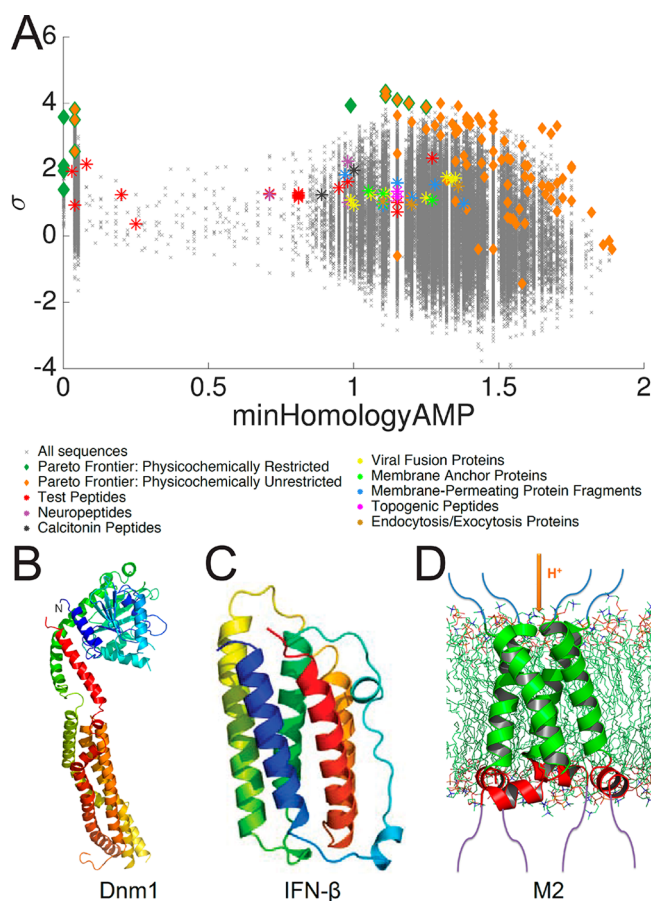 A
6
4
2
0
-2
-4
σ
0 0.5 1 1.5 2
minHomologyAMP
All sequences
Pareto Frontier: Physicochemically Restricted
Pareto Frontier: Physicochemically Unrestricted
Test Peptides
Neuropeptides
Calcitonin Peptides
Viral Fusion Proteins
Membrane Anchor Proteins
Membrane-Permeating Protein Fragments
Topogenic Peptides
Endocytosis/Exocytosis Proteins
B
N
Dnm1
C
IFN-β
D
H+
M2